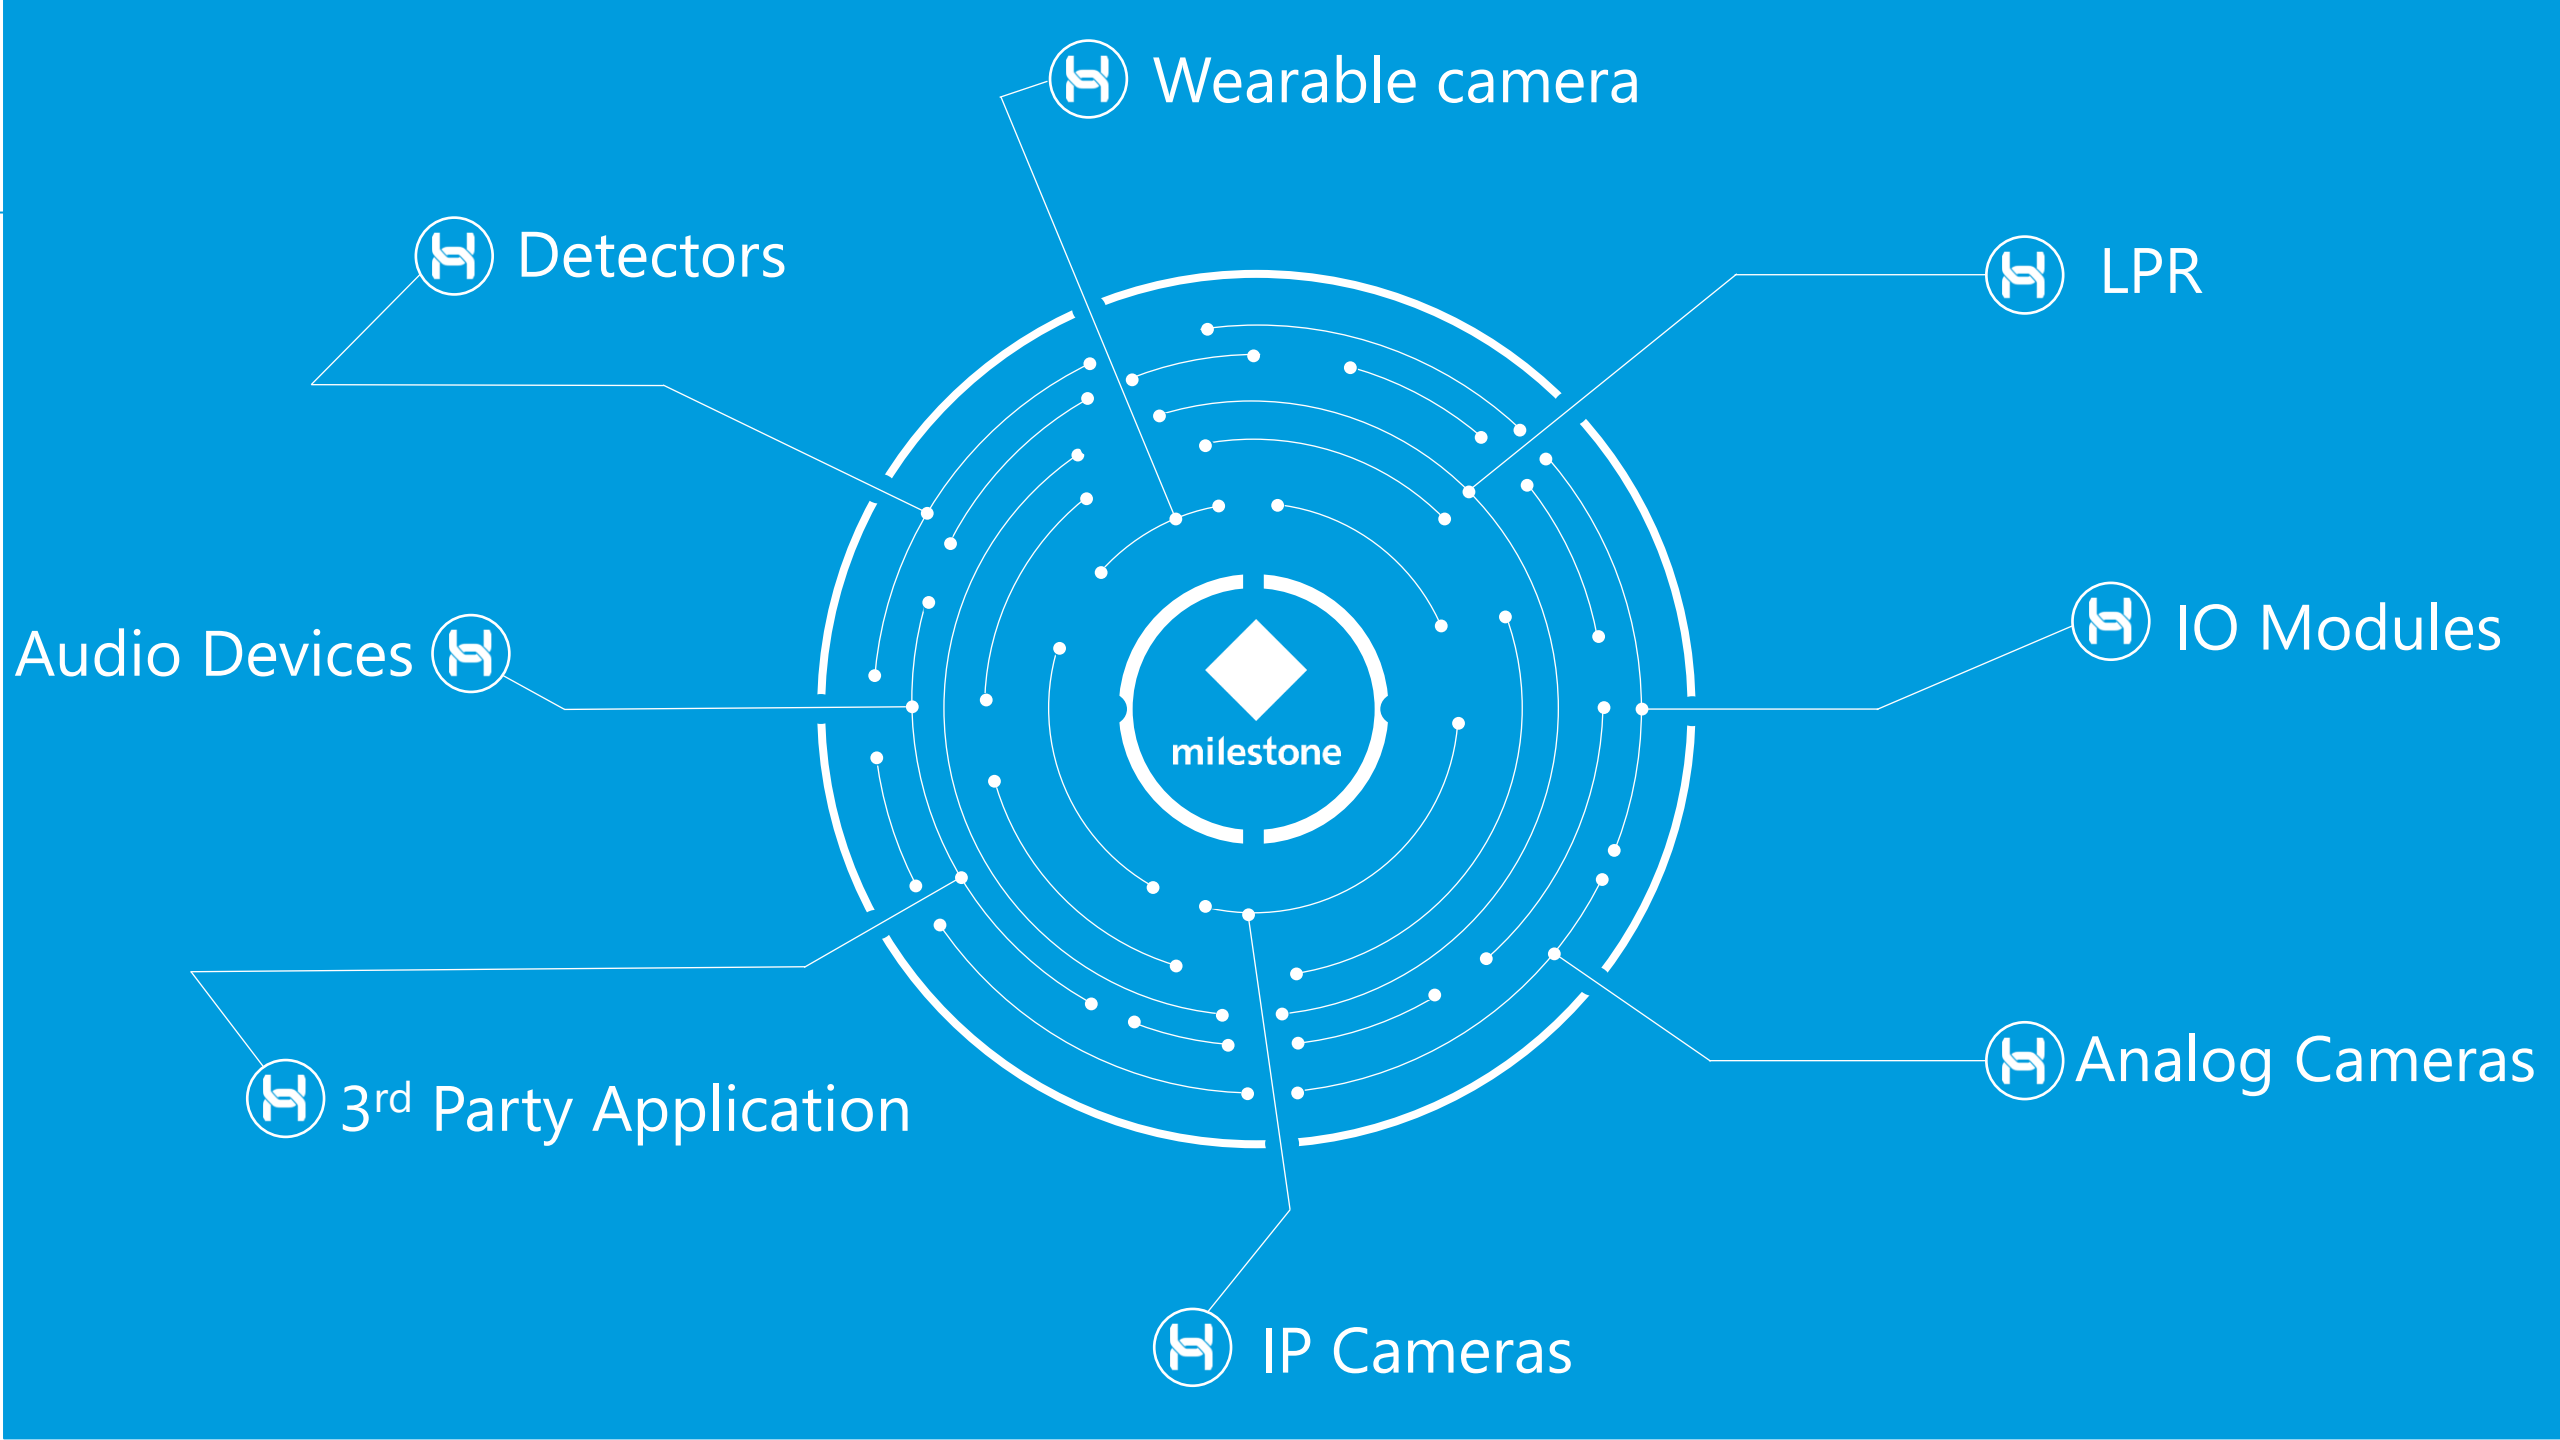 Wearable camera
Detectors
LPR
Audio Devices
IO Modules
milestone
3rd Party Application
Analog Cameras
IP Cameras